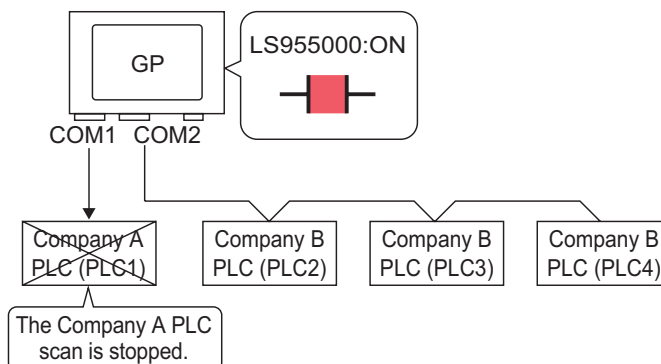 GP
LS955000:ON
COM1 COM2
Company A
PLC (PLC1)
Company B
PLC (PLC2)
Company B
PLC (PLC3)
Company B
PLC (PLC4)
The Company A PLC
scan is stopped.